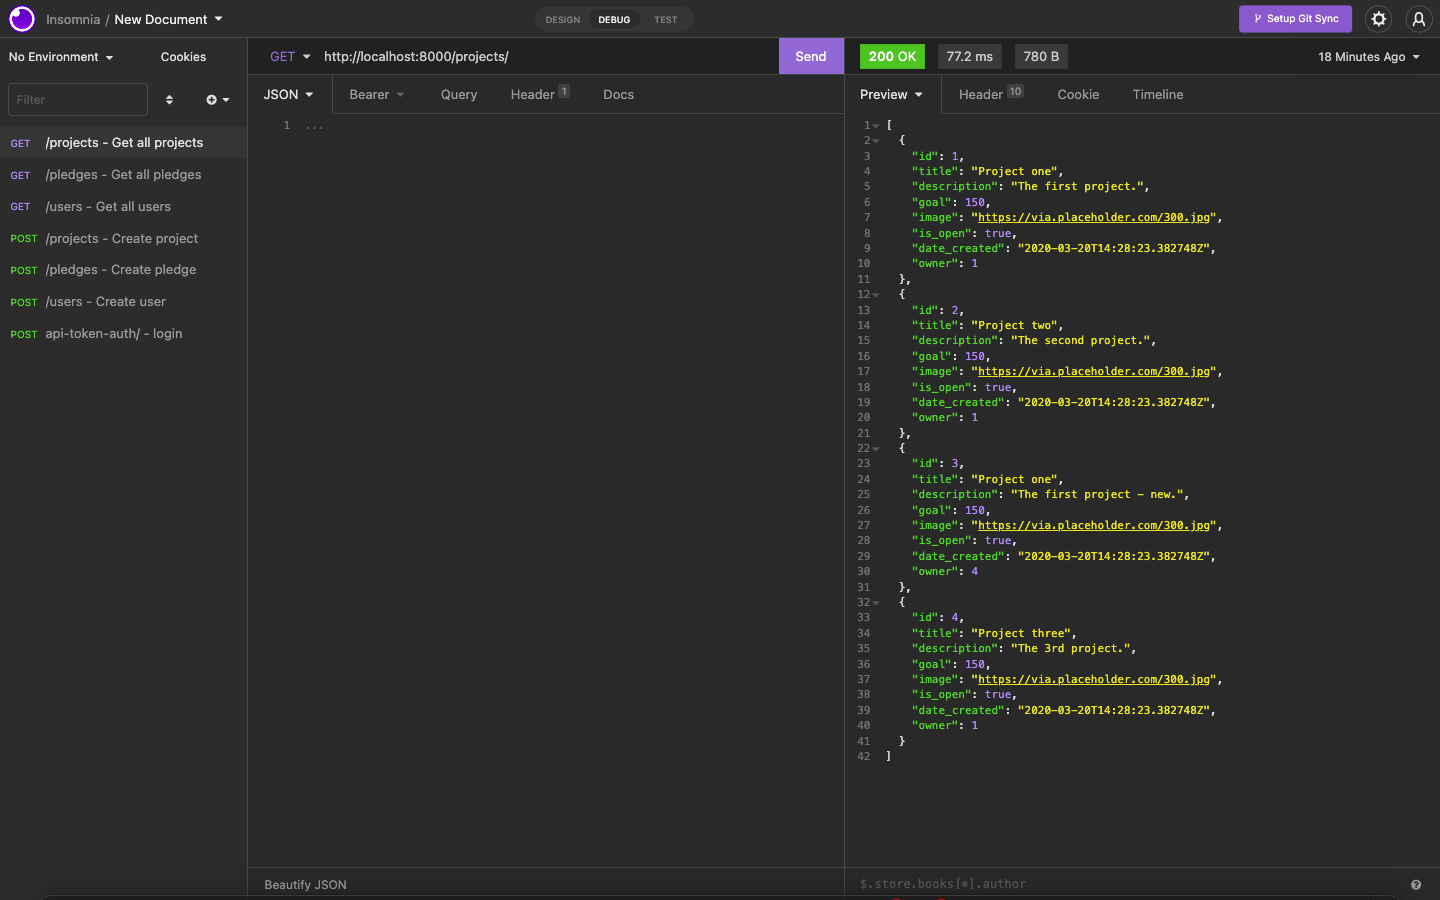 Insomnia / New Document
DESIGN DEBUG TEST
Setup Git Sync
No Environment
Cookies
GET http://localhost:8000/projects/
Send
200 OK
77.2 ms
780 B
18 Minutes Ago
Filter
JSON
Bearer
Query
Header 1
Docs
Preview
Header 10
Cookie
Timeline
GET /projects - Get all projects
GET /pledges - Get all pledges
GET /users - Get all users
POST /projects - Create project
POST /pledges - Create pledge
POST /users - Create user
POST api-token-auth/ - login
1 ...
1 [
2 {
3 "id": 1,
4 "title": "Project one",
5 "description": "The first project.",
6 "goal": 150,
7 "image": "https://via.placeholder.com/300.jpg",
8 "is_open": true,
9 "date_created": "2020-03-20T14:28:23.382748Z",
10 "owner": 1
11 },
12 {
13 "id": 2,
14 "title": "Project two",
15 "description": "The second project.",
16 "goal": 150,
17 "image": "https://via.placeholder.com/300.jpg",
18 "is_open": true,
19 "date_created": "2020-03-20T14:28:23.382748Z",
20 "owner": 1
21 },
22 {
23 "id": 3,
24 "title": "Project one",
25 "description": "The first project - new.",
26 "goal": 150,
27 "image": "https://via.placeholder.com/300.jpg",
28 "is_open": true,
29 "date_created": "2020-03-20T14:28:23.382748Z",
30 "owner": 4
31 },
32 {
33 "id": 4,
34 "title": "Project three",
35 "description": "The 3rd project.",
36 "goal": 150,
37 "image": "https://via.placeholder.com/300.jpg",
38 "is_open": true,
39 "date_created": "2020-03-20T14:28:23.382748Z",
40 "owner": 1
41 }
42 ]
Beautify JSON
$.store.books[*].author